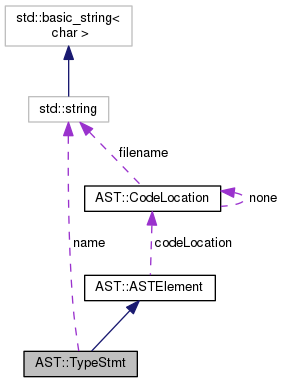 std::basic_string<
char >
std::string
filename
AST::CodeLocation
none
name
codeLocation
AST::ASTElement
AST::TypeStmt